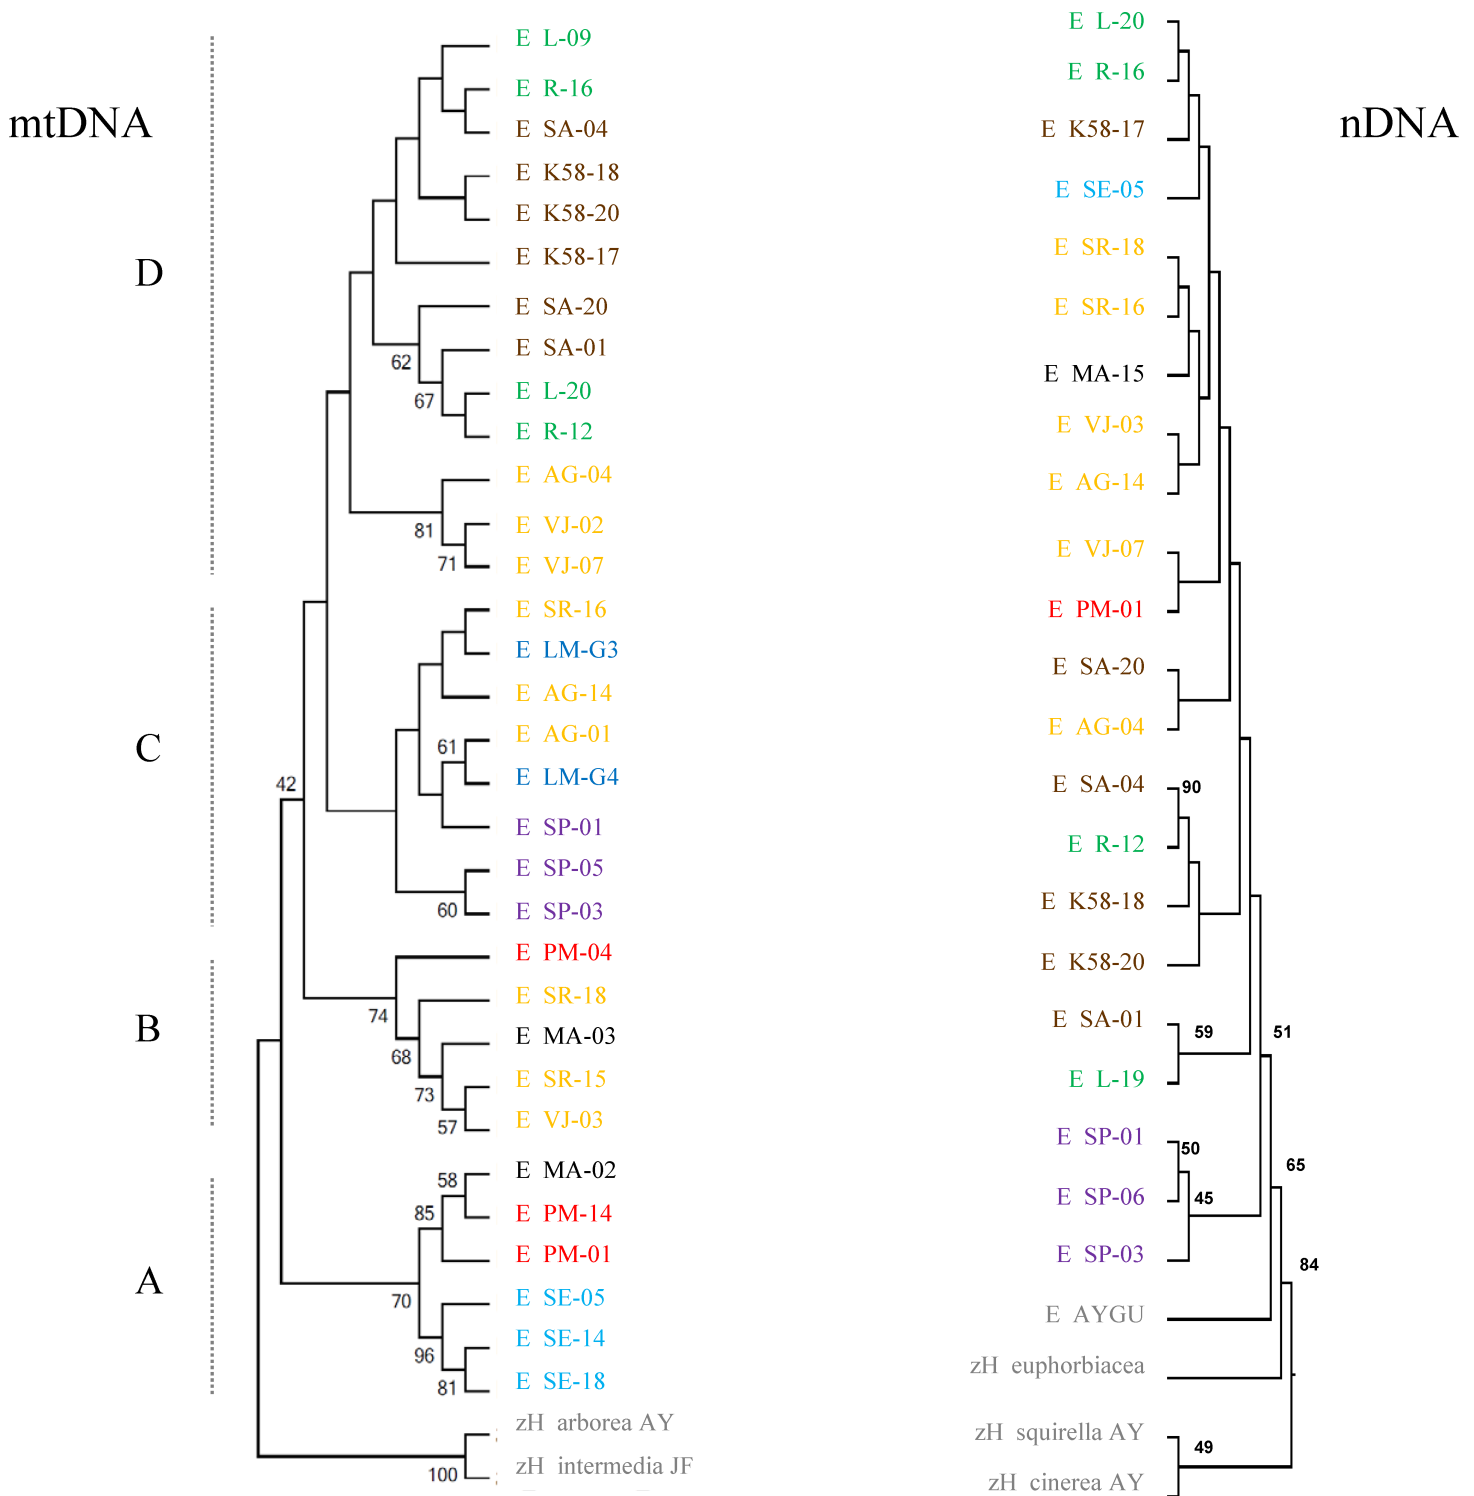 mtDNA
D
C
B
A
E L-09
E R-16
E SA-04
E K58-18
E K58-20
E K58-17
E SA-20
E SA-01
62
E L-20
67
E R-12
E AG-04
E VJ-02
81
E VJ-07
71
E SR-16
E LM-G3
E AG-14
E AG-01
61
E LM-G4
42
E SP-01
E SP-05
E SP-03
60
E PM-04
E SR-18
74
E MA-03
68
E SR-15
73
E VJ-03
57
E MA-02
58
E PM-14
85
E PM-01
E SE-05
70
E SE-14
96
E SE-18
81
zH arborea AY
zH intermedia JF
100
nDNA
E L-20
E R-16
E K58-17
E SE-05
E SR-18
E SR-16
E MA-15
E VJ-03
E AG-14
E VJ-07
E PM-01
E SA-20
E AG-04
E SA-04
90
E R-12
E K58-18
E K58-20
E SA-01
59
51
E L-19
E SP-01
50
65
E SP-06
45
E SP-03
84
E AYGU
zH euphorbiacea
zH squirella AY
49
zH cinerea AY